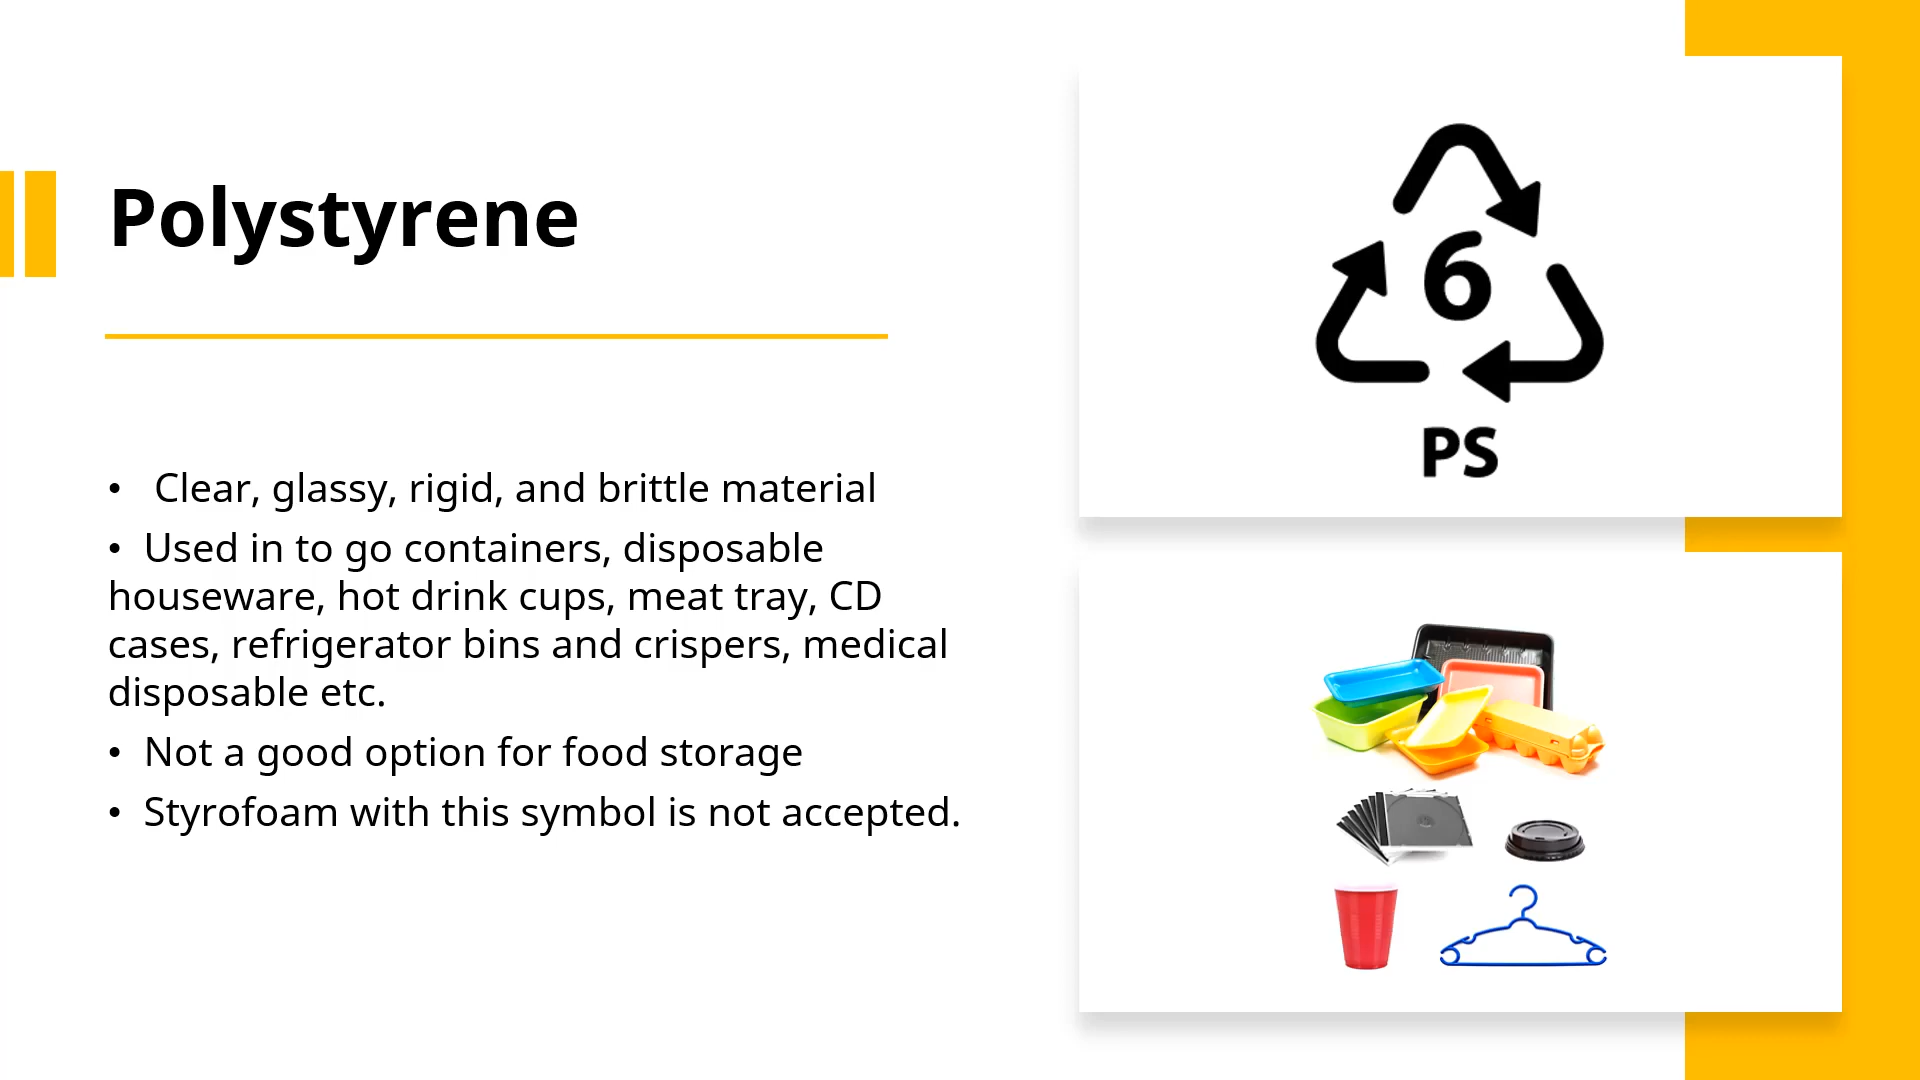 Polystyrene
• Clear, glassy, rigid, and brittle material
• Used in to go containers, disposable
houseware, hot drink cups, meat tray, CD
cases, refrigerator bins and crispers, medical
disposable etc.
• Not a good option for food storage
• Styrofoam with this symbol is not accepted.
6
PS